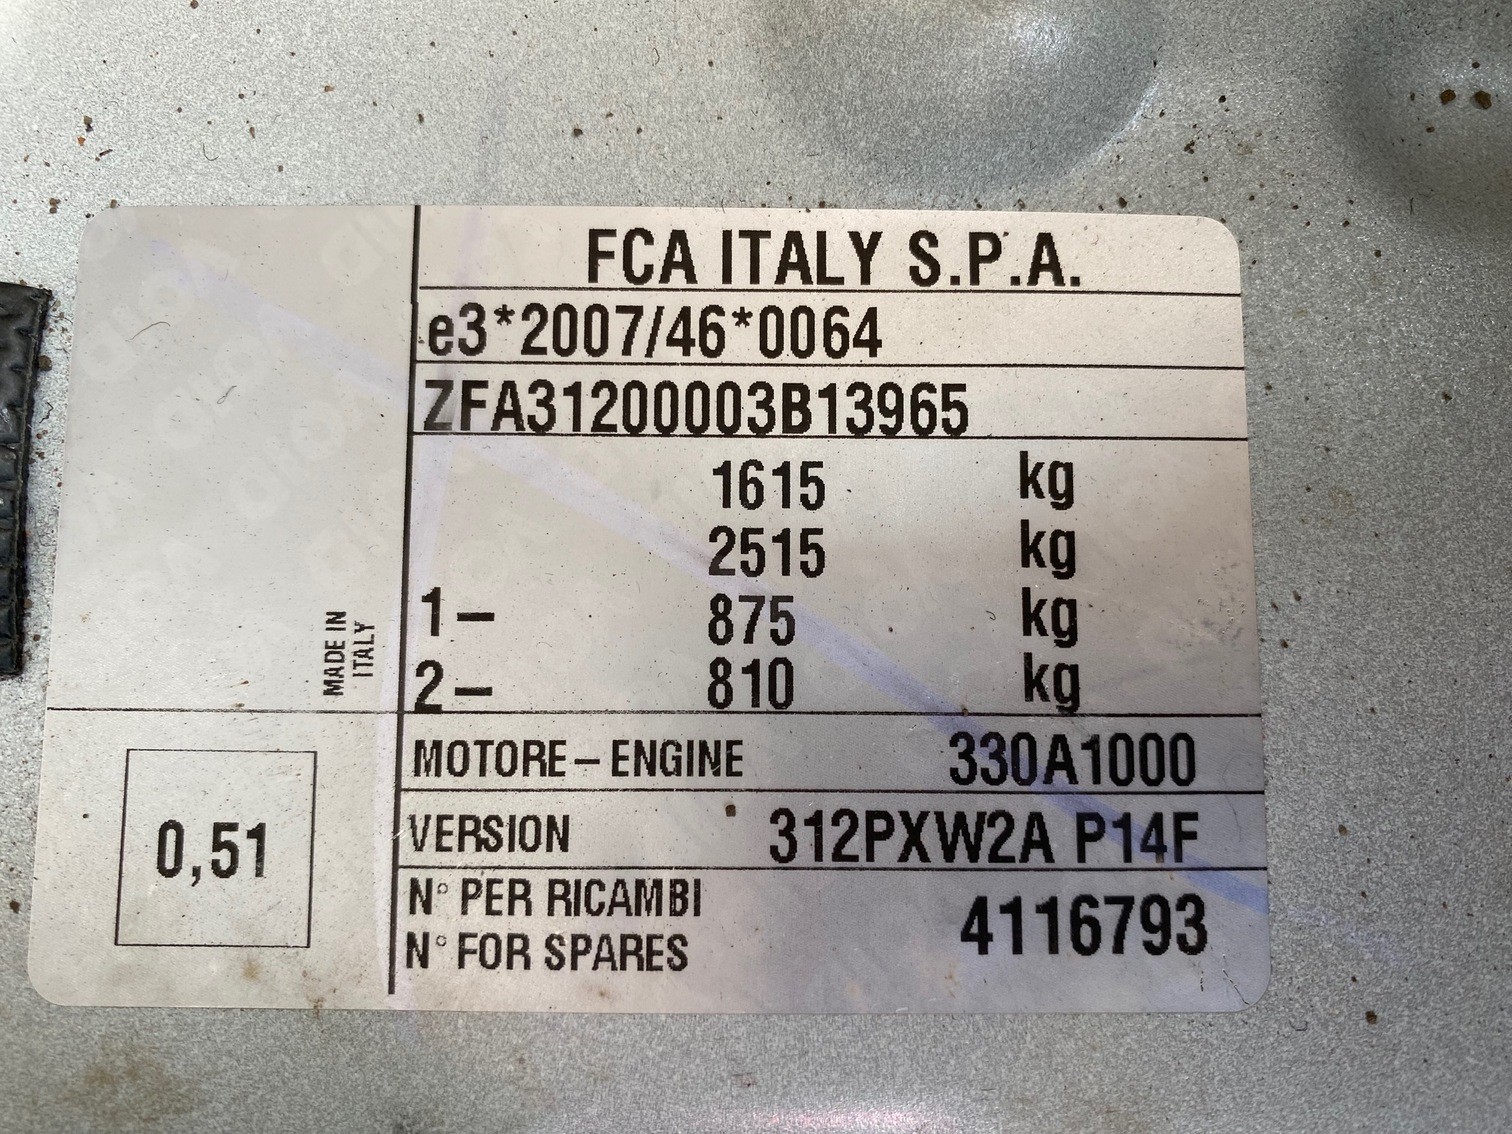 FCA ITALY S.P.A.
e3*2007/46*0064
ZFA31200003B13965
1615 kg
2515 kg
1– 875 kg
2– 810 kg
MADE IN
ITALY
MOTORE – ENGINE 330A1000
0,51
VERSION 312PXW2A P14F
N° PER RICAMBI
N° FOR SPARES
4116793